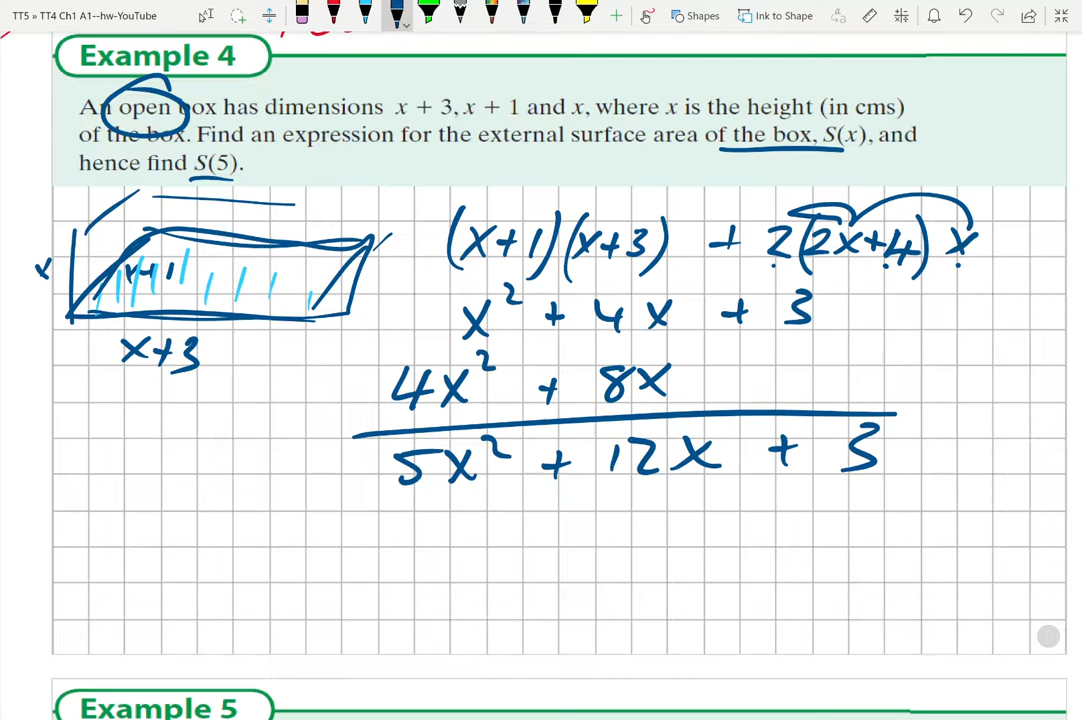 TT5 » TT4 Ch1 A1--hw-YouTube
Shapes
Ink to Shape
Example 4
An open box has dimensions x + 3, x + 1 and x, where x is the height (in cms)
of the box. Find an expression for the external surface area of the box, S(x), and
hence find S(5).
(x+1)(x+3) + 2(2x+4)x
x² + 4x + 3
4x² + 8x
5x² + 12x + 3
x
x+1
x+3
Example 5